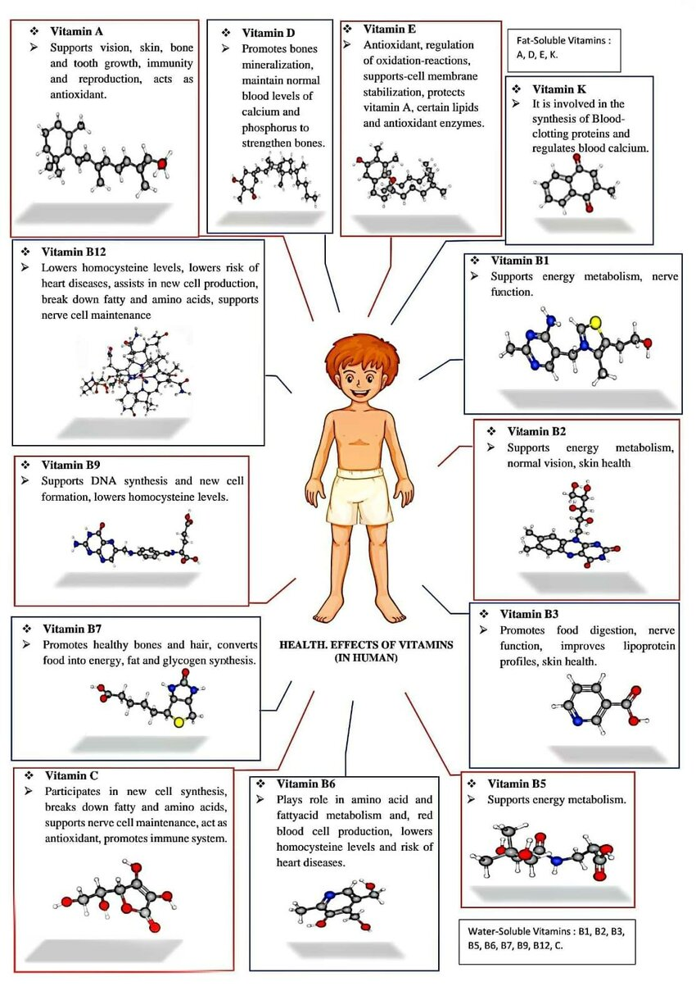 ❖ Vitamin A
➢ Supports vision, skin, bone
and tooth growth, immunity
and reproduction, acts as
antioxidant.
❖ Vitamin D
➢ Promotes bones
mineralization,
maintain normal
blood levels of
calcium and
phosphorus to
strengthen bones.
❖ Vitamin E
➢ Antioxidant, regulation
of oxidation-reactions,
supports-cell membrane
stabilization, protects
vitamin A, certain lipids
and antioxidant enzymes.
Fat-Soluble Vitamins :
A, D, E, K.
❖ Vitamin K
➢ It is involved in the
synthesis of Blood-
clotting proteins and
regulates blood calcium.
❖ Vitamin B12
➢ Lowers homocysteine levels, lowers risk of
heart diseases, assists in new cell production,
break down fatty and amino acids, supports
nerve cell maintenance
❖ Vitamin B1
➢ Supports energy metabolism, nerve
function.
❖ Vitamin B9
➢ Supports DNA synthesis and new cell
formation, lowers homocysteine levels.
❖ Vitamin B2
➢ Supports energy metabolism,
normal vision, skin health
❖ Vitamin B7
➢ Promotes healthy bones and hair, converts
food into energy, fat and glycogen synthesis.
HEALTH. EFFECTS OF VITAMINS
(IN HUMAN)
❖ Vitamin B3
➢ Promotes food digestion, nerve
function, improves lipoprotein
profiles, skin health.
❖ Vitamin C
➢ Participates in new cell synthesis,
breaks down fatty and amino acids,
supports nerve cell maintenance, act as
antioxidant, promotes immune system.
❖ Vitamin B6
➢ Plays role in amino acid and
fattyacid metabolism and, red
blood cell production, lowers
homocysteine levels and risk of
heart diseases.
❖ Vitamin B5
➢ Supports energy metabolism.
Water-Soluble Vitamins : B1, B2, B3,
B5, B6, B7, B9, B12, C.